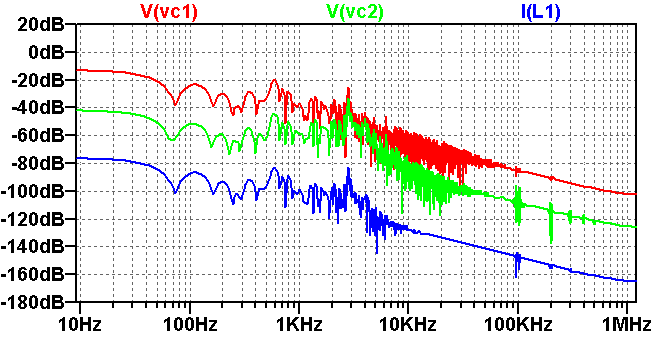 V(vc1) V(vc2) I(L1)
20dB
0dB
-20dB
-40dB
-60dB
-80dB
-100dB
-120dB
-140dB
-160dB
-180dB
10Hz 100Hz 1KHz 10KHz 100KHz 1MHz